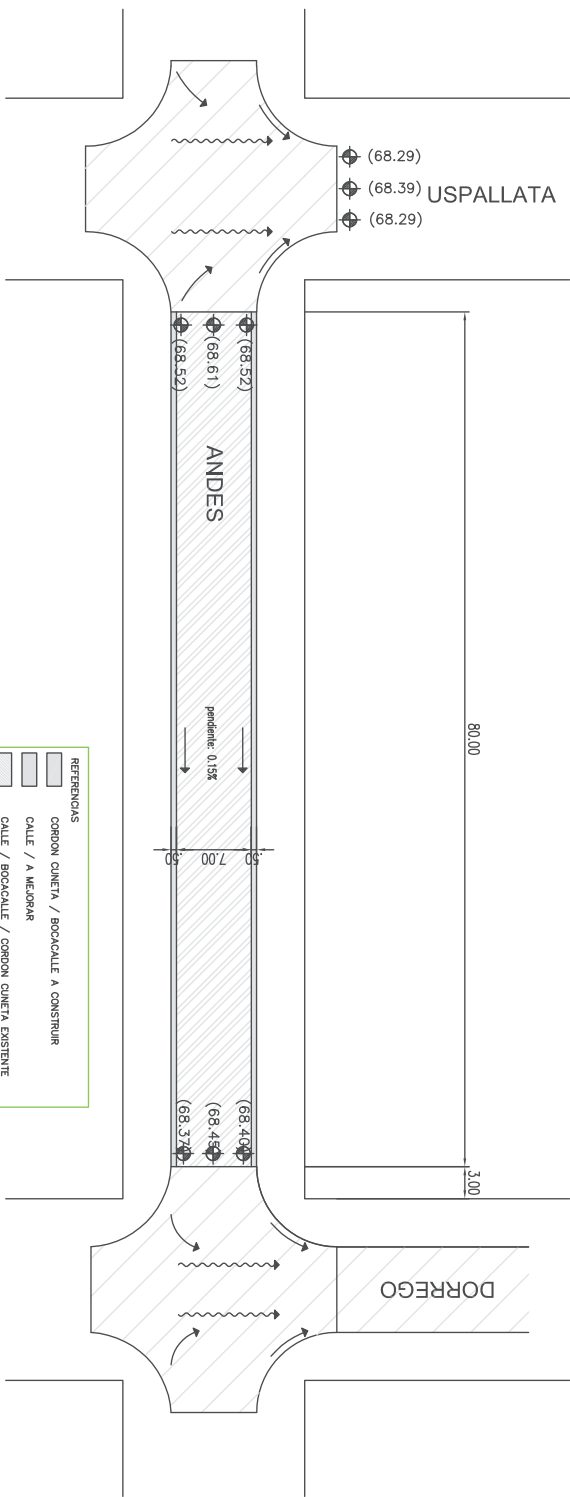 (68.29)
(68.39)
USPALLATA
(68.29)
(68.52)
(68.61)
(68.52)
ANDES
80.00
pendiente: 0.15%
.50
7.00
.50
REFERENCIAS
CORDON CUNETA / BOCACALLE A CONSTRUIR
CALLE / A MEJORAR
CALLE / BOCACALLE / CORDON CUNETA EXISTENTE
(68.37)
(68.45)
(68.40)
3.00
DORREGO